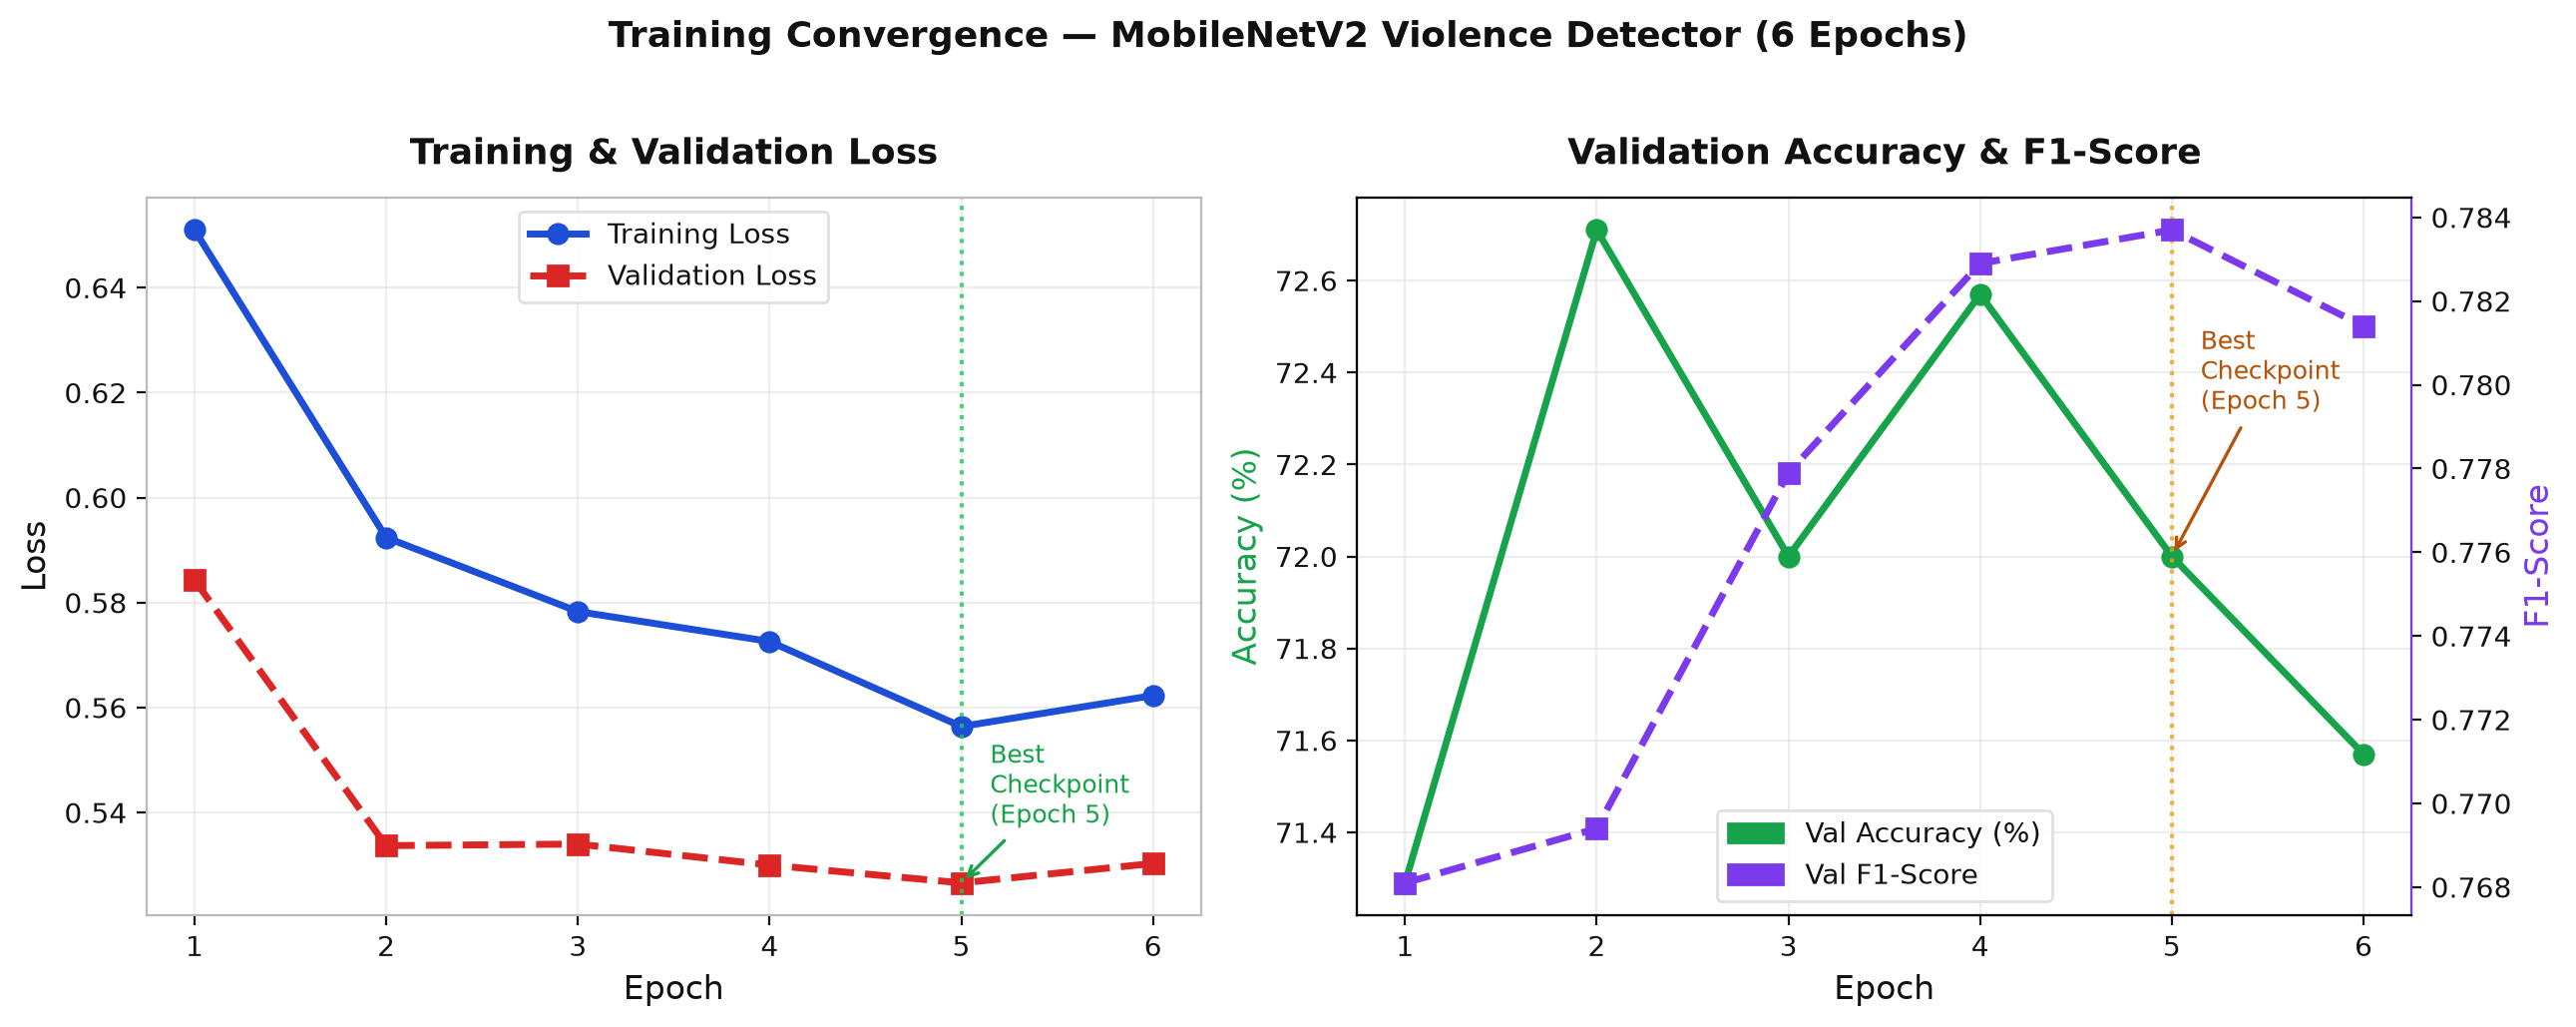 Training Convergence — MobileNetV2 Violence Detector (6 Epochs)
Training & Validation Loss
Training Loss
Validation Loss
0.64
0.62
0.60
0.58
0.56
0.54
Loss
Best
Checkpoint
(Epoch 5)
1 2 3 4 5 6
Epoch
Validation Accuracy & F1-Score
72.6
72.4
72.2
72.0
71.8
71.6
71.4
Accuracy (%)
Best
Checkpoint
(Epoch 5)
Val Accuracy (%)
Val F1-Score
0.784
0.782
0.780
0.778
0.776
0.774
0.772
0.770
0.768
F1-Score
1 2 3 4 5 6
Epoch